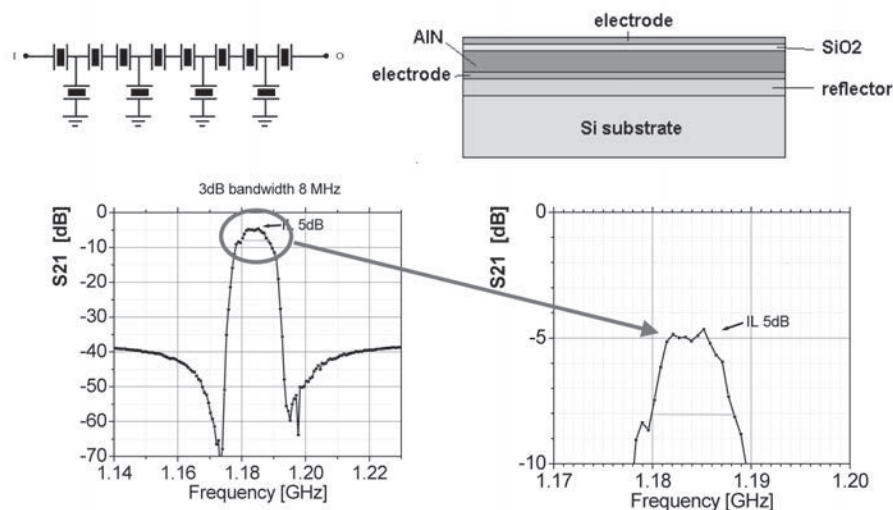 I
O
electrode
AlN
SiO2
electrode
reflector
Si substrate
3dB bandwidth 8 MHz
S21 [dB]
0
-10
-20
-30
-40
-50
-60
-70
IL 5dB
1.14 1.16 1.18 1.20 1.22
Frequency [GHz]
S21 [dB]
0
-5
-10
IL 5dB
1.17 1.18 1.19 1.20
Frequency [GHz]